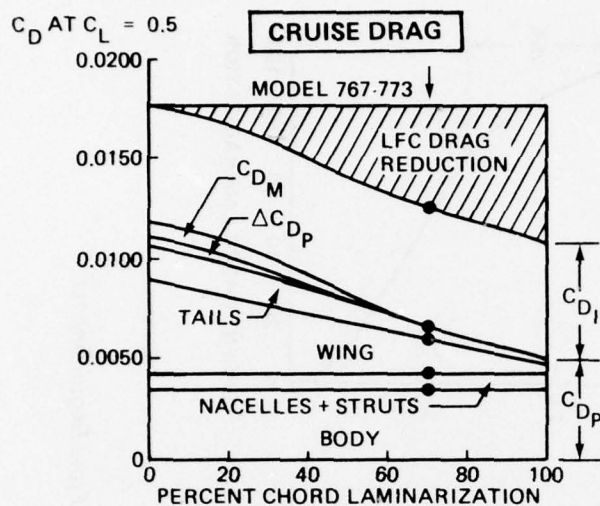 C_D AT C_L = 0.5
CRUISE DRAG
0.0200
0.0150
0.0100
0.0050
0
MODEL 767-773
LFC DRAG
REDUCTION
C_D_M
ΔC_D_P
TAILS
WING
NACELLES + STRUTS
BODY
C_D_I
C_D_P
0 20 40 60 80 100
PERCENT CHORD LAMINARIZATION